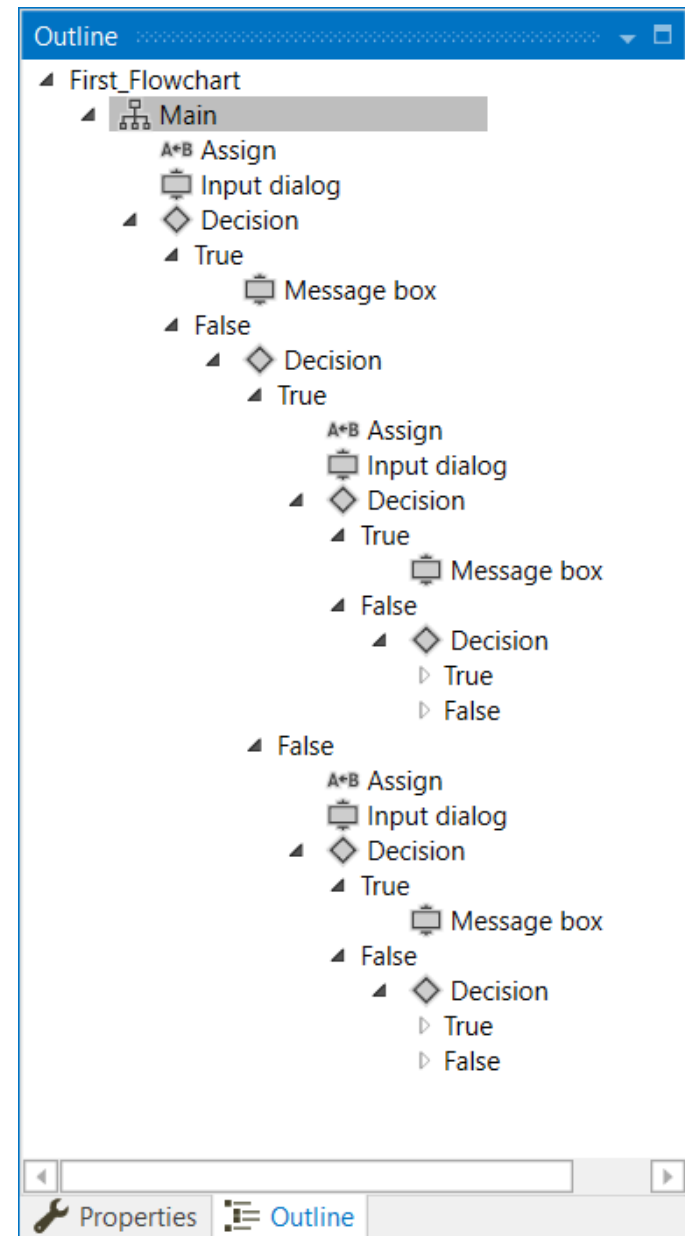 Outline
First_Flowchart
Main
A←B Assign
Input dialog
Decision
True
Message box
False
Decision
True
A←B Assign
Input dialog
Decision
True
Message box
False
Decision
True
False
False
A←B Assign
Input dialog
Decision
True
Message box
False
Decision
True
False
Properties Outline